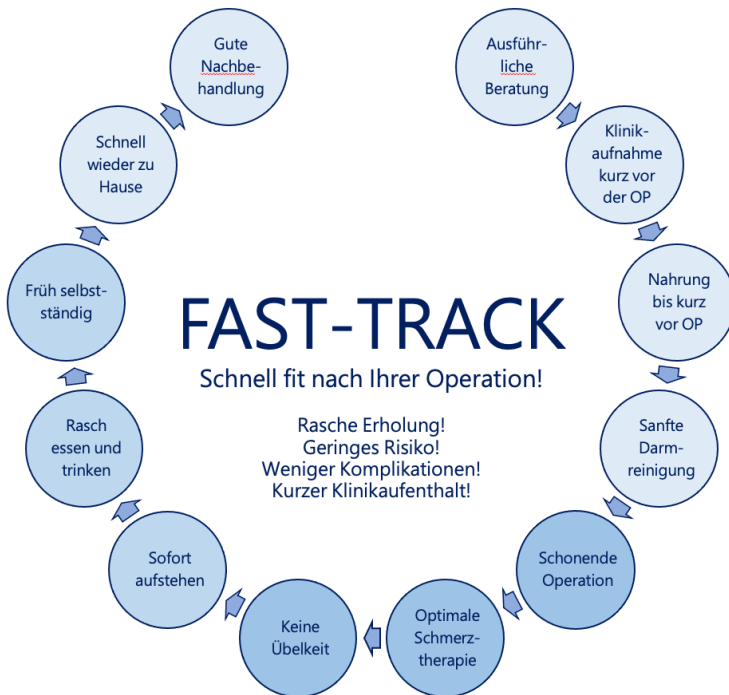 Ausführ-
liche
Beratung
Klinik-
aufnahme
kurz vor
der OP
Nahrung
bis kurz
vor OP
Sanfte
Darm-
reinigung
Schonende
Operation
Optimale
Schmerz-
therapie
Keine
Übelkeit
Sofort
aufstehen
Rasch
essen und
trinken
Früh selbst-
ständig
Schnell
wieder zu
Hause
Gute
Nachbe-
handlung
FAST-TRACK
Schnell fit nach Ihrer Operation!
Rasche Erholung!
Geringes Risiko!
Weniger Komplikationen!
Kurzer Klinikaufenthalt!